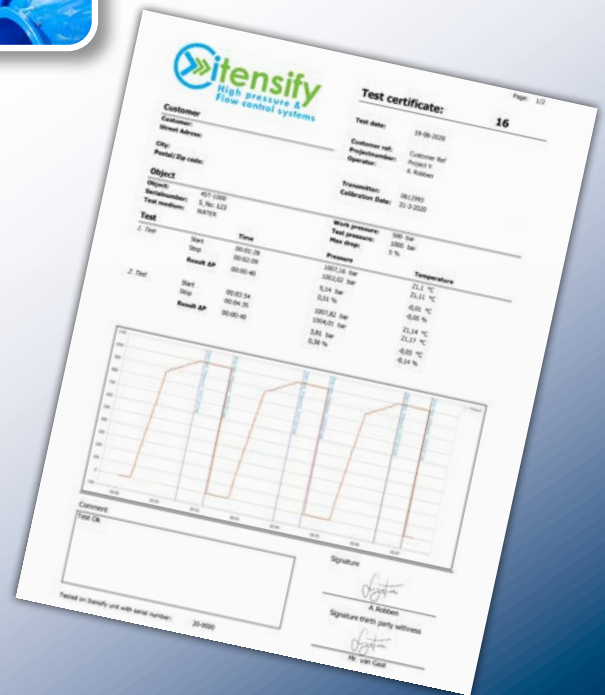 itensify
High pressure &
Flow control systems
Page: 1/2
Test certificate: 16
Test date: 19-06-2020
Customer
Customer:
Street Adress:
City:
Postal/Zip code:
Customer ref: Customer Ref
Projectnumber: Project #
Operator: A. Robben
Transmitter: 0812993
Calibration Date: 21-3-2020
Object
Object: 4ST-1000
Serialnumber: S_No: 123
Test medium: WATER
Work pressure: 500 bar
Test pressure: 1000 bar
Max drop: 5 %
Test Time Pressure Temperature
1. Test
Start 00:01:28 1007,16 bar 21,1 °C
Stop 00:02:09 1002,02 bar 21,11 °C
Result ΔP 00:00:40 5,14 bar -0,01 °C
0,51 % -0,05 %
2. Test
Start 00:03:54 1007,82 bar 21,14 °C
Stop 00:04:35 1004,01 bar 21,17 °C
Result ΔP 00:00:40 3,81 bar -0,03 °C
0,38 % -0,14 %
Comment
Test Ok
Signature
A. Robben
Signature thirth party withness
Mr. van Gaal
Tested on Itensify unit with serial number: 20-0000